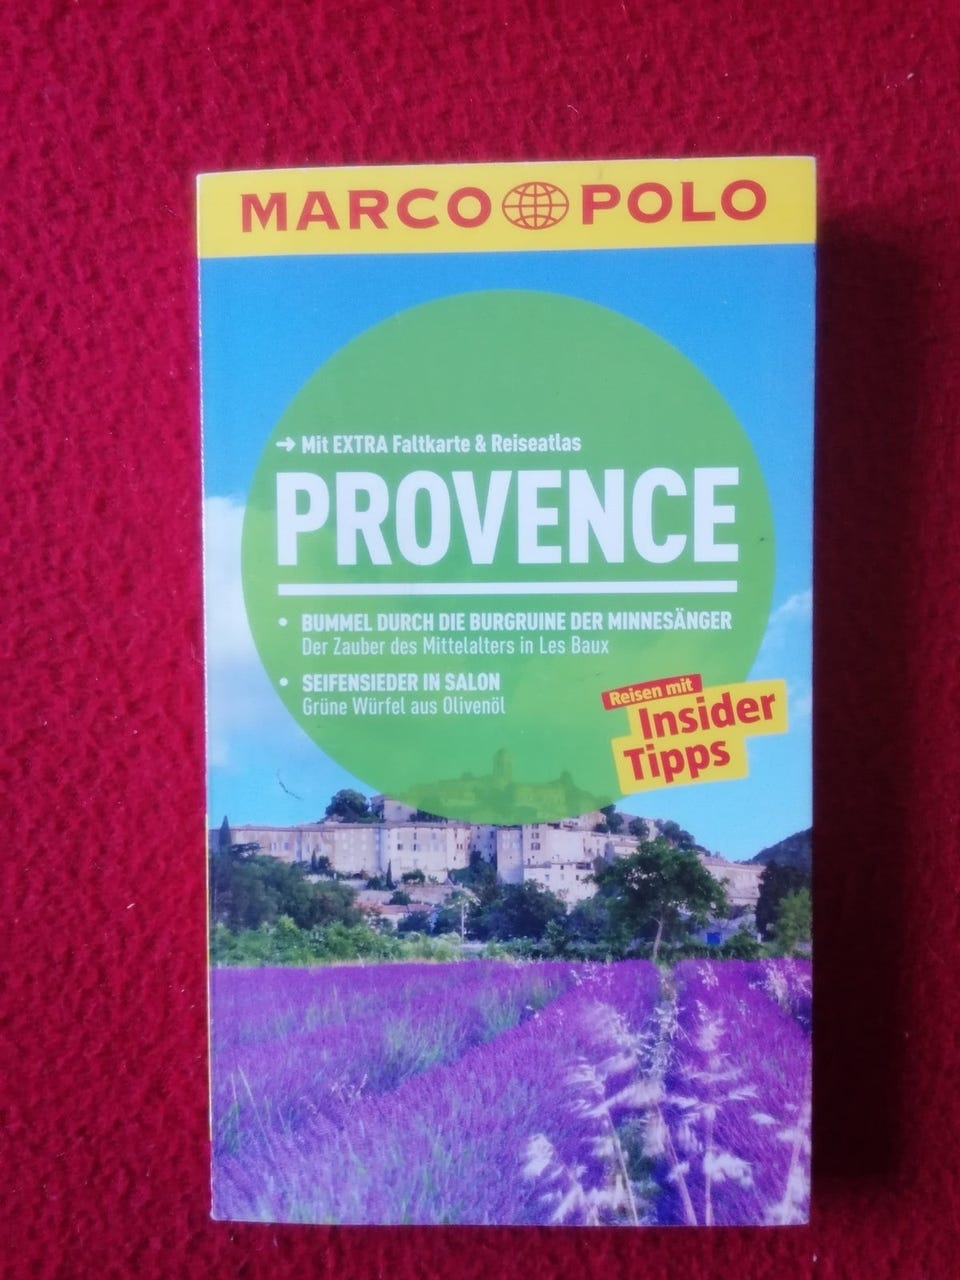 MARCO POLO
→ Mit EXTRA Faltkarte & Reiseatlas
PROVENCE
• BUMMEL DURCH DIE BURGRUINE DER MINNESÄNGER
Der Zauber des Mittelalters in Les Baux
• SEIFENSIEDER IN SALON
Grüne Würfel aus Olivenöl
Reisen mit
Insider
Tipps